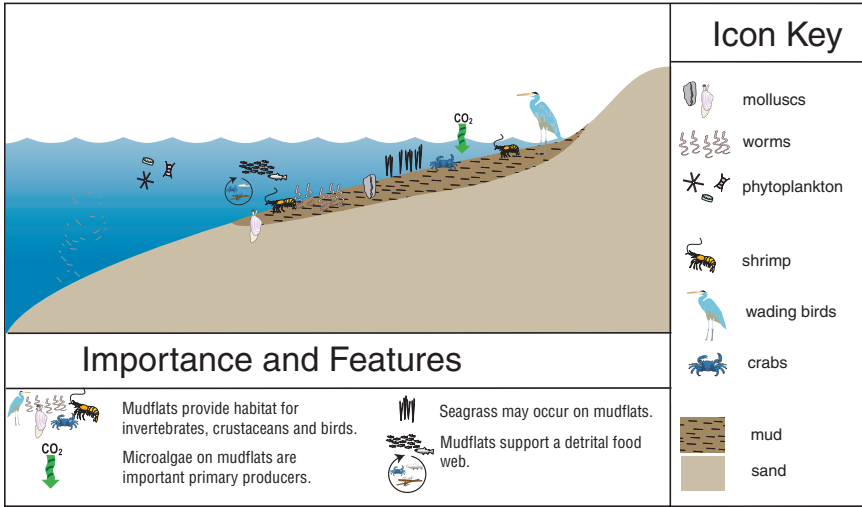 CO₂
Icon Key
molluscs
worms
phytoplankton
shrimp
wading birds
crabs
mud
sand
Importance and Features
Mudflats provide habitat for
invertebrates, crustaceans and birds.
CO₂
Microalgae on mudflats are
important primary producers.
Seagrass may occur on mudflats.
Mudflats support a detrital food
web.